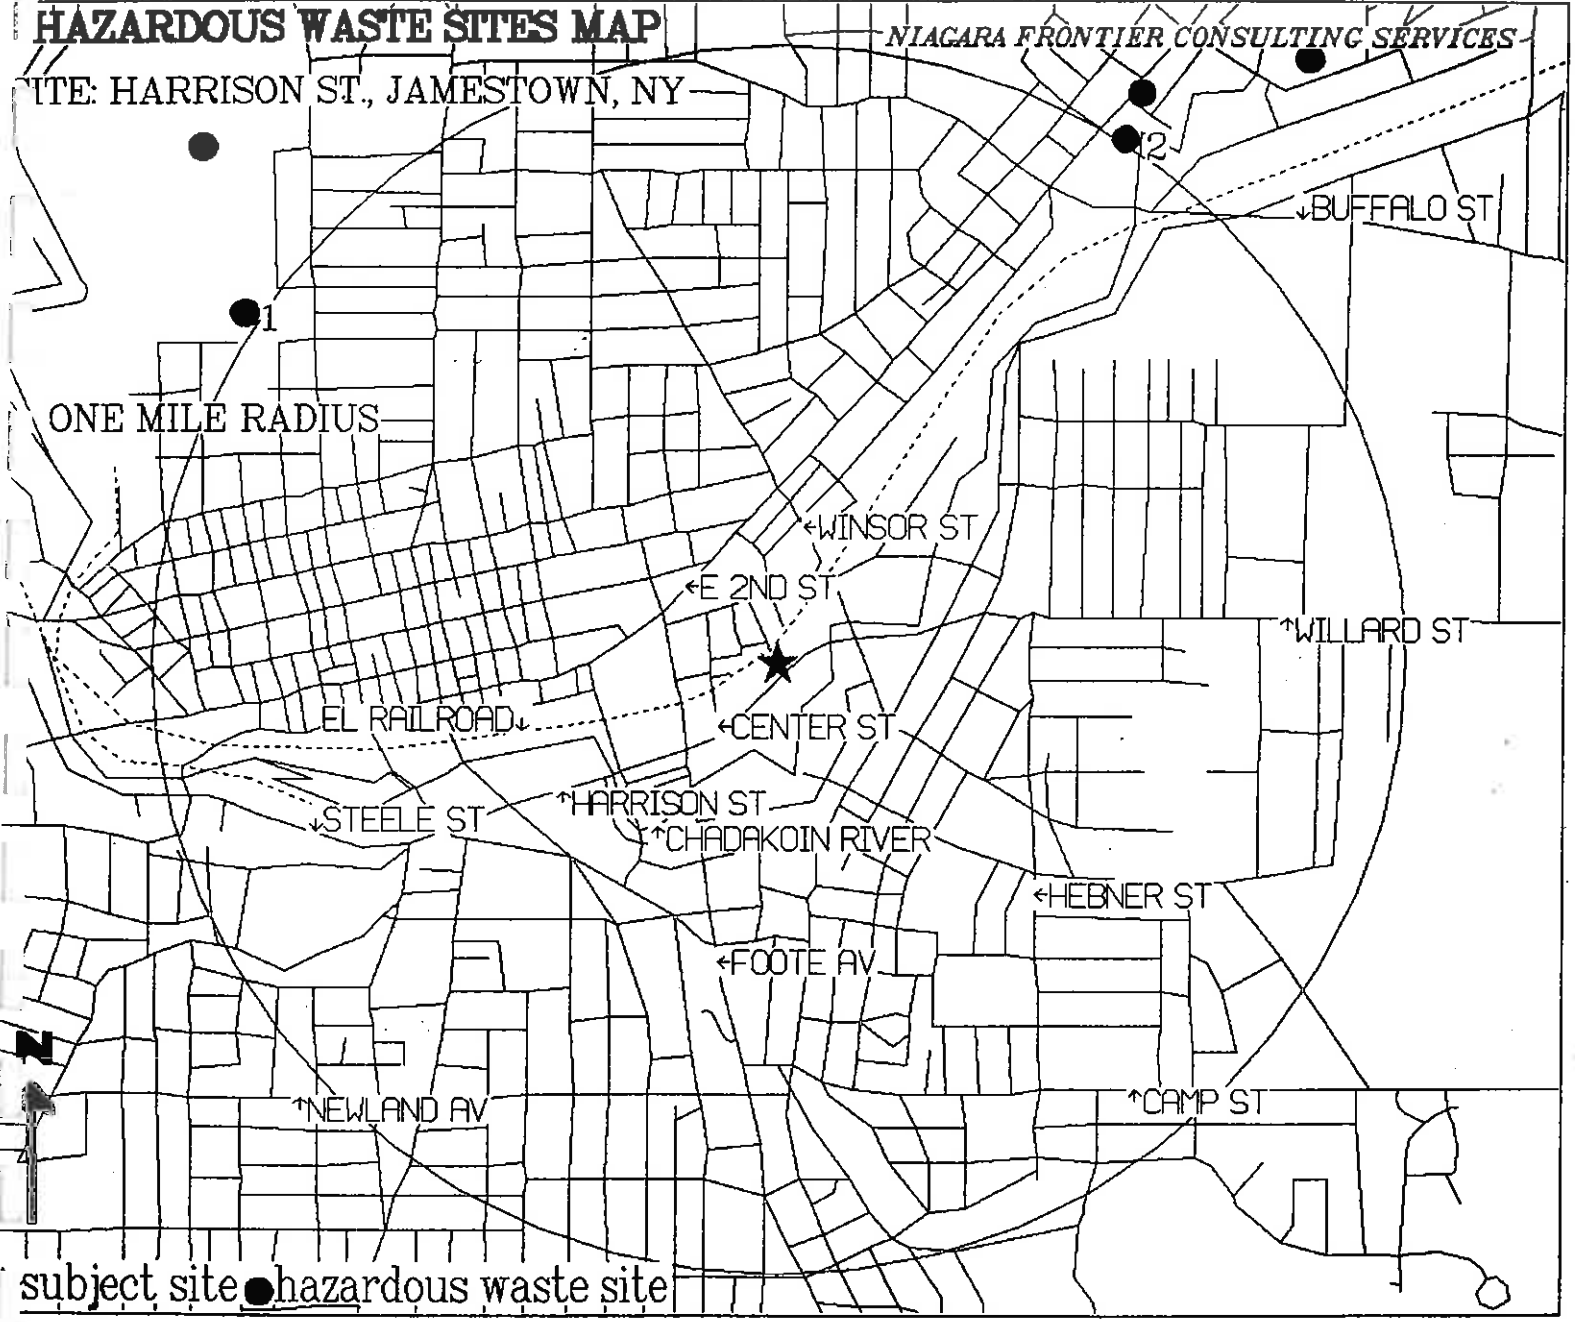 HAZARDOUS WASTE SITES MAP
NIAGARA FRONTIER CONSULTING SERVICES
ITE: HARRISON ST., JAMESTOWN, NY
2
↓BUFFALO ST
1
ONE MILE RADIUS
←WINSOR ST
←E 2ND ST
↑WILLARD ST
EL RAILROAD↓
←CENTER ST
↑HARRISON ST
↓STEELE ST
↑CHADAKOIN RIVER
←HEBNER ST
←FOOTE AV
N
↑NEWLAND AV
↑CAMP ST
subject site ●hazardous waste site